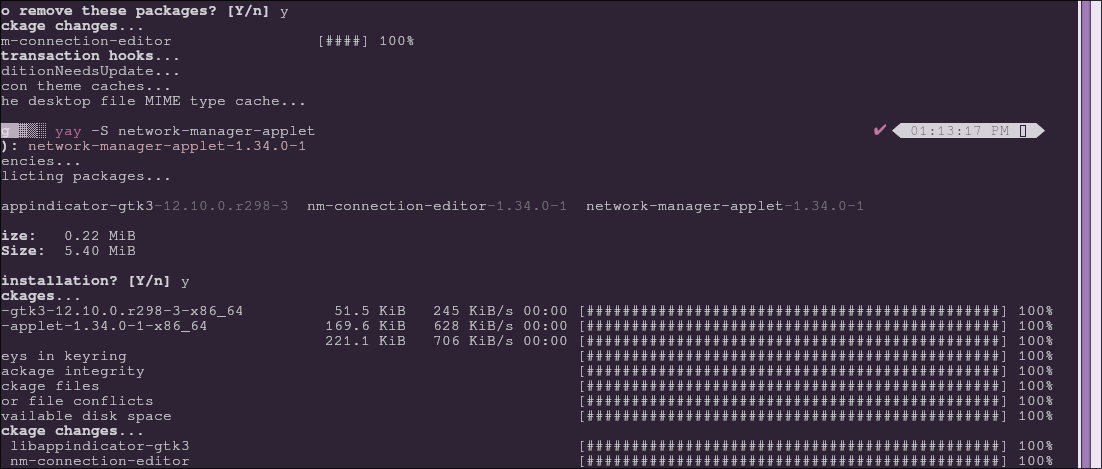 o remove these packages? [Y/n] y
ckage changes...
m-connection-editor [####] 100%
transaction hooks...
ditionNeedsUpdate...
con theme caches...
he desktop file MIME type cache...
g yay -S network-manager-applet ✔ 01:13:17 PM
): network-manager-applet-1.34.0-1
encies...
licting packages...
appindicator-gtk3-12.10.0.r298-3 nm-connection-editor-1.34.0-1 network-manager-applet-1.34.0-1
ize: 0.22 MiB
Size: 5.40 MiB
installation? [Y/n] y
ckages...
-gtk3-12.10.0.r298-3-x86_64 51.5 KiB 245 KiB/s 00:00 [##############################################] 100%
-applet-1.34.0-1-x86_64 169.6 KiB 628 KiB/s 00:00 [##############################################] 100%
221.1 KiB 706 KiB/s 00:00 [##############################################] 100%
eys in keyring [##############################################] 100%
ackage integrity [##############################################] 100%
ckage files [##############################################] 100%
or file conflicts [##############################################] 100%
vailable disk space [##############################################] 100%
ckage changes...
libappindicator-gtk3 [##############################################] 100%
nm-connection-editor [##############################################] 100%